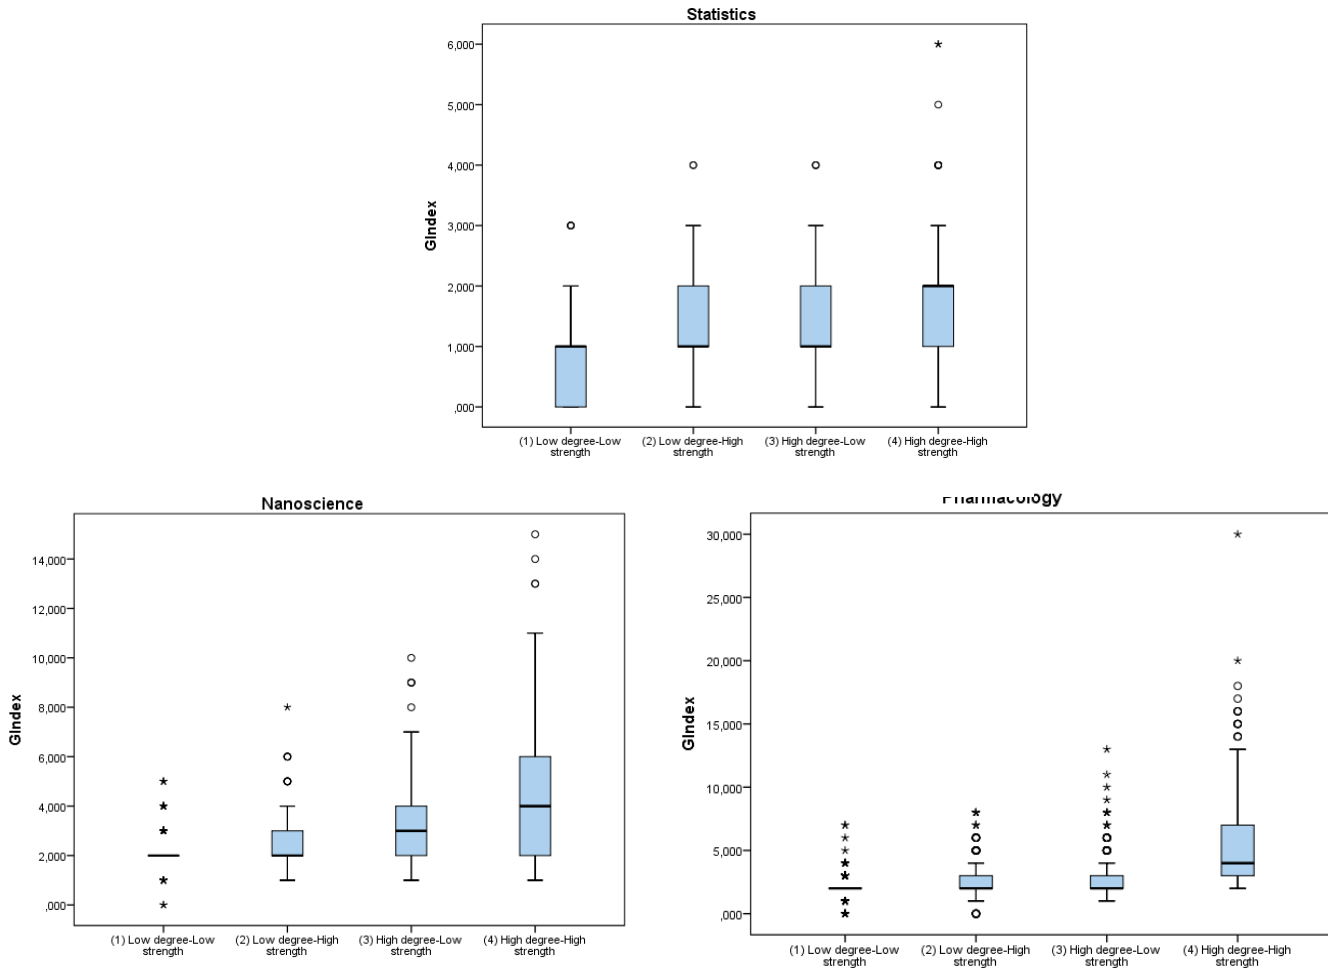 Statistics
6,000
5,000
4,000
3,000
2,000
1,000
,000
GIndex
(1) Low degree-Low
strength
(2) Low degree-High
strength
(3) High degree-Low
strength
(4) High degree-High
strength
Nanoscience
14,000
12,000
10,000
8,000
6,000
4,000
2,000
,000
GIndex
(1) Low degree-Low
strength
(2) Low degree-High
strength
(3) High degree-Low
strength
(4) High degree-High
strength
Pharmacology
30,000
25,000
20,000
15,000
10,000
5,000
,000
GIndex
(1) Low degree-Low
strength
(2) Low degree-High
strength
(3) High degree-Low
strength
(4) High degree-High
strength